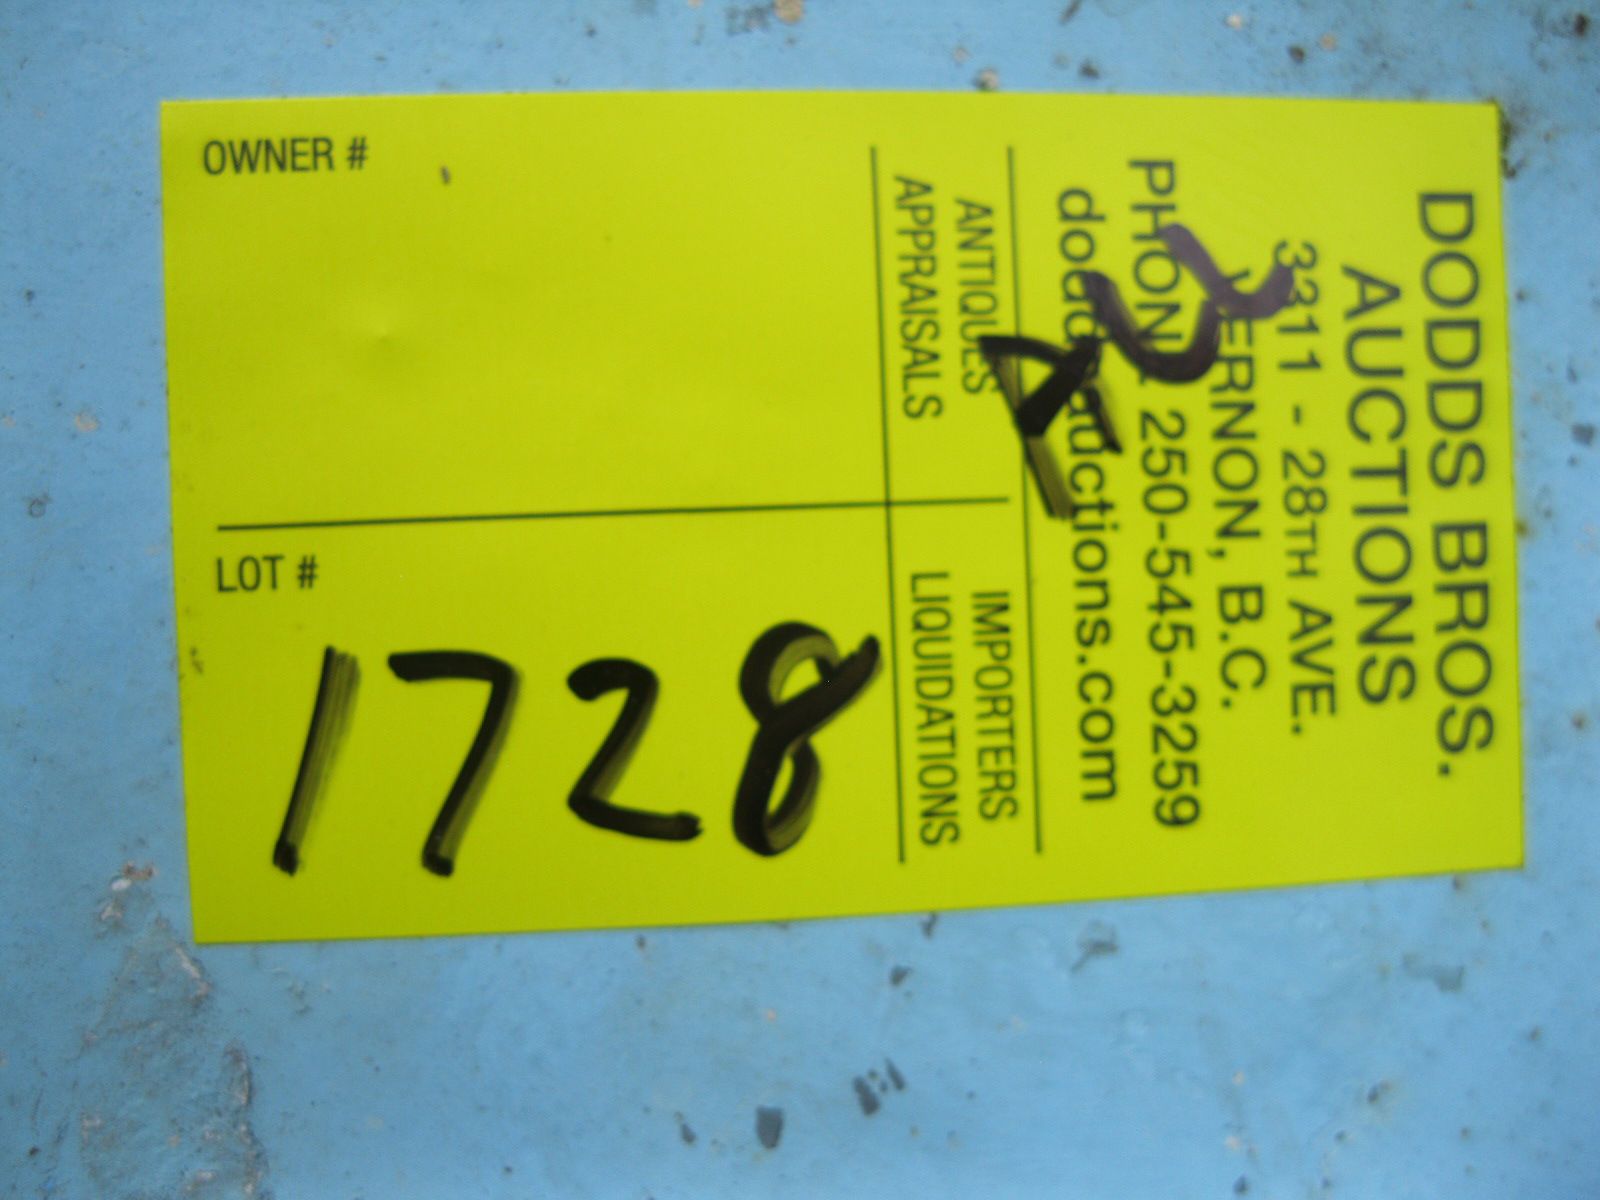 DODDS BROS.
AUCTIONS
3311 - 28TH AVE.
VERNON, B.C.
PHONE 250-545-3259
doddsauctions.com
ANTIQUES IMPORTERS
APPRAISALS LIQUIDATIONS
OWNER #
LOT #
1728